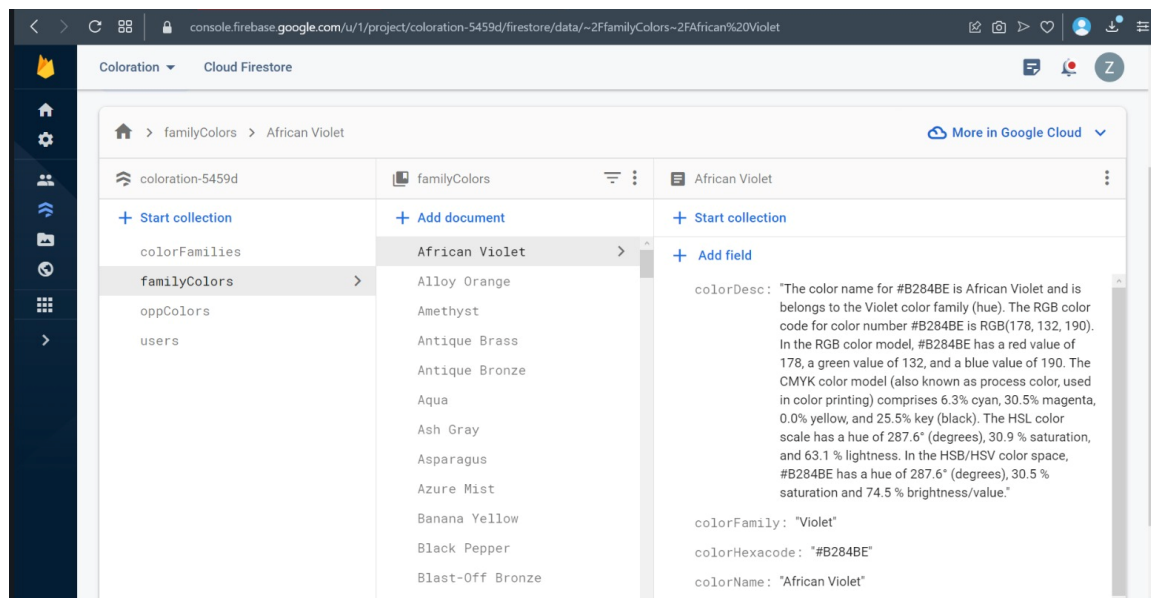 console.firebase.google.com/u/1/project/coloration-5459d/firestore/data/~2FfamilyColors~2FAfrican%20Violet
Coloration
Cloud Firestore
Z
familyColors > African Violet
More in Google Cloud
coloration-5459d
+ Start collection
colorFamilies
familyColors
oppColors
users
familyColors
+ Add document
African Violet
Alloy Orange
Amethyst
Antique Brass
Antique Bronze
Aqua
Ash Gray
Asparagus
Azure Mist
Banana Yellow
Black Pepper
Blast-Off Bronze
African Violet
+ Start collection
+ Add field
colorDesc: "The color name for #B284BE is African Violet and is
belongs to the Violet color family (hue). The RGB color
code for color number #B284BE is RGB(178, 132, 190).
In the RGB color model, #B284BE has a red value of
178, a green value of 132, and a blue value of 190. The
CMYK color model (also known as process color, used
in color printing) comprises 6.3% cyan, 30.5% magenta,
0.0% yellow, and 25.5% key (black). The HSL color
scale has a hue of 287.6° (degrees), 30.9 % saturation,
and 63.1 % lightness. In the HSB/HSV color space,
#B284BE has a hue of 287.6° (degrees), 30.5 %
saturation and 74.5 % brightness/value."
colorFamily: "Violet"
colorHexacode: "#B284BE"
colorName: "African Violet"